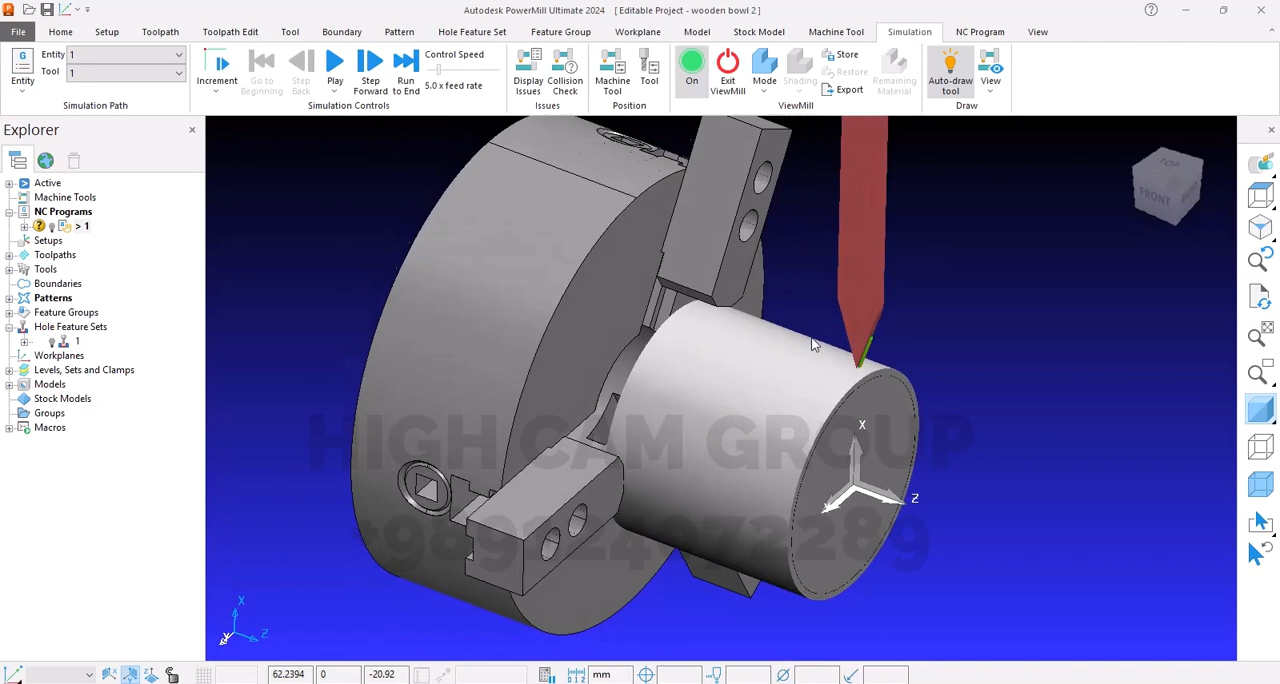 Autodesk PowerMill Ultimate 2024 [ Editable Project - wooden bowl 2 ]
File Home Setup Toolpath Toolpath Edit Tool Boundary Pattern Hole Feature Set Feature Group Workplane Model Stock Model Machine Tool Simulation NC Program View
Entity 1
Tool 1
Entity
Simulation Path
Increment
Go to Beginning
Step Back
Play
Step Forward
Run to End
Control Speed
5.0 x feed rate
Simulation Controls
Display Issues
Collision Check
Issues
Machine Tool
Tool
Position
On
Exit ViewMill
Mode
Shading
Store
Restore
Export
Remaining Material
ViewMill
Auto-draw tool
View
Draw
Explorer
Active
Machine Tools
NC Programs
> 1
Setups
Toolpaths
Tools
Boundaries
Patterns
Feature Groups
Hole Feature Sets
1
Workplanes
Levels, Sets and Clamps
Models
Stock Models
Groups
Macros
TOP
FRONT
X
Z
HIGH CAM GROUP
+989124972289
X
Y
Z
62.2394 0 -20.92 mm